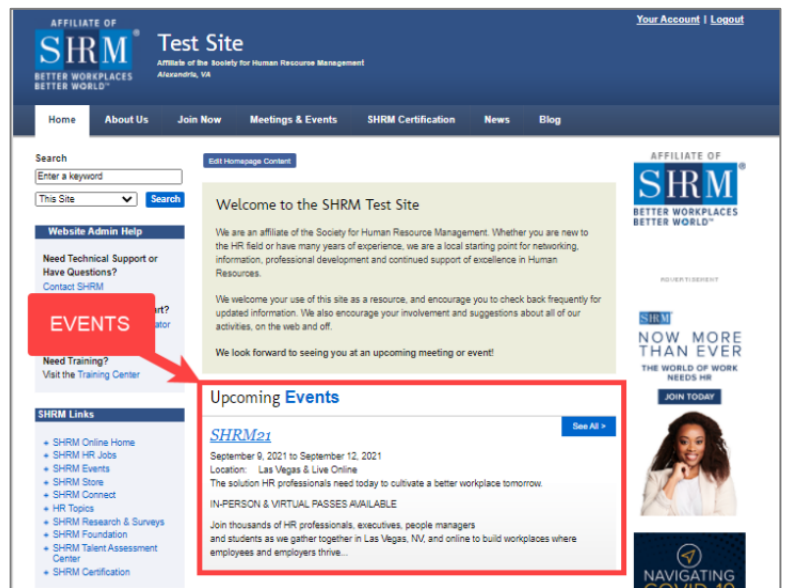 AFFILIATE OF
SHRM®
BETTER WORKPLACES
BETTER WORLD™
Test Site
Affiliate of the Society for Human Resource Management
Alexandria, VA
Your Account | Logout
Home
About Us
Join Now
Meetings & Events
SHRM Certification
News
Blog
Search
Enter a keyword
This Site
Search
Website Admin Help
Need Technical Support or
Have Questions?
Contact SHRM
rt?
ator
EVENTS
Need Training?
Visit the Training Center
SHRM Links
+ SHRM Online Home
+ SHRM HR Jobs
+ SHRM Events
+ SHRM Store
+ SHRM Connect
+ HR Topics
+ SHRM Research & Surveys
+ SHRM Foundation
+ SHRM Talent Assessment
Center
+ SHRM Certification
Edit Homepage Content
Welcome to the SHRM Test Site
We are an affiliate of the Society for Human Resource Management. Whether you are new to
the HR field or have many years of experience, we are a local starting point for networking,
information, professional development and continued support of excellence in Human
Resources.
We welcome your use of this site as a resource, and encourage you to check back frequently for
updated information. We also encourage your involvement and suggestions about all of our
activities, on the web and off.
We look forward to seeing you at an upcoming meeting or event!
Upcoming Events
See All >
SHRM21
September 9, 2021 to September 12, 2021
Location: Las Vegas & Live Online
The solution HR professionals need today to cultivate a better workplace tomorrow.
IN-PERSON & VIRTUAL PASSES AVAILABLE
Join thousands of HR professionals, executives, people managers
and students as we gather together in Las Vegas, NV, and online to build workplaces where
employees and employers thrive...
AFFILIATE OF
SHRM®
BETTER WORKPLACES
BETTER WORLD™
ADVERTISEMENT
SHRM
NOW MORE
THAN EVER
THE WORLD OF WORK
NEEDS HR
JOIN TODAY
NAVIGATING
COVID-19